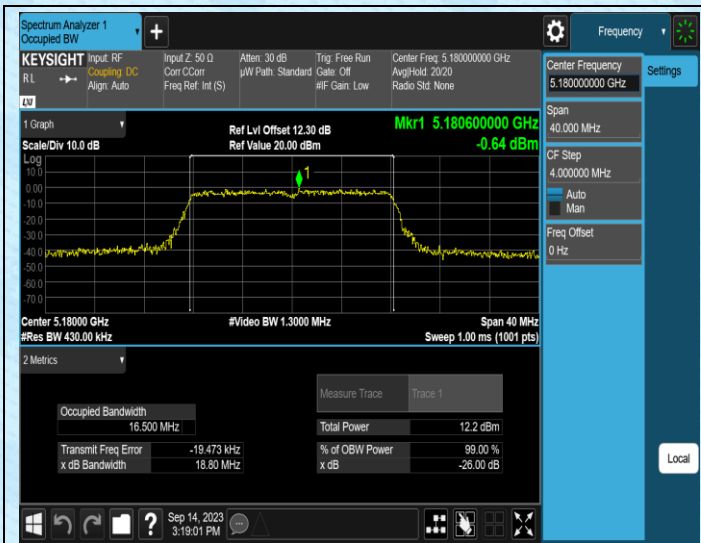 Spectrum Analyzer 1
Occupied BW
Frequency
KEYSIGHT
R L
LXI
Input: RF
Coupling: DC
Align: Auto
Input Z: 50 Ω
Corr CCorr
Freq Ref: Int (S)
Atten: 30 dB
µW Path: Standard
Trig: Free Run
Gate: Off
#IF Gain: Low
Center Freq: 5.180000000 GHz
Avg|Hold: 20/20
Radio Std: None
Center Frequency
5.180000000 GHz
Settings
Span
40.000 MHz
CF Step
4.000000 MHz
Auto
Man
Freq Offset
0 Hz
1 Graph
Scale/Div 10.0 dB
Ref Lvl Offset 12.30 dB
Ref Value 20.00 dBm
Mkr1 5.180600000 GHz
-0.64 dBm
Log
10.0
0.00
-10.0
-20.0
-30.0
-40.0
-50.0
-60.0
-70.0
1
Center 5.18000 GHz
#Res BW 430.00 kHz
#Video BW 1.3000 MHz
Span 40 MHz
Sweep 1.00 ms (1001 pts)
2 Metrics
Measure Trace Trace 1
Occupied Bandwidth
16.500 MHz
Total Power 12.2 dBm
Transmit Freq Error -19.473 kHz
% of OBW Power 99.00 %
x dB Bandwidth 18.80 MHz
x dB -26.00 dB
Local
?
Sep 14, 2023
3:19:01 PM